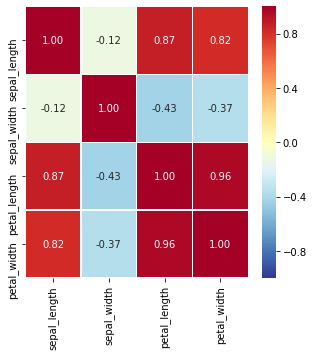 sepal_length
1.00 -0.12 0.87 0.82
sepal_width
-0.12 1.00 -0.43 -0.37
petal_length
0.87 -0.43 1.00 0.96
petal_width
0.82 -0.37 0.96 1.00
sepal_length
sepal_width
petal_length
petal_width
0.8
0.4
0.0
−0.4
−0.8